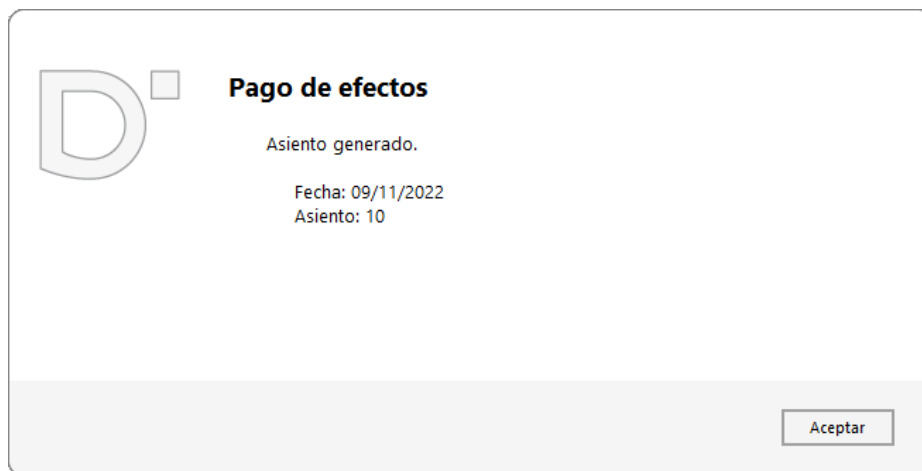 Pago de efectos
Asiento generado.
Fecha: 09/11/2022
Asiento: 10
Aceptar